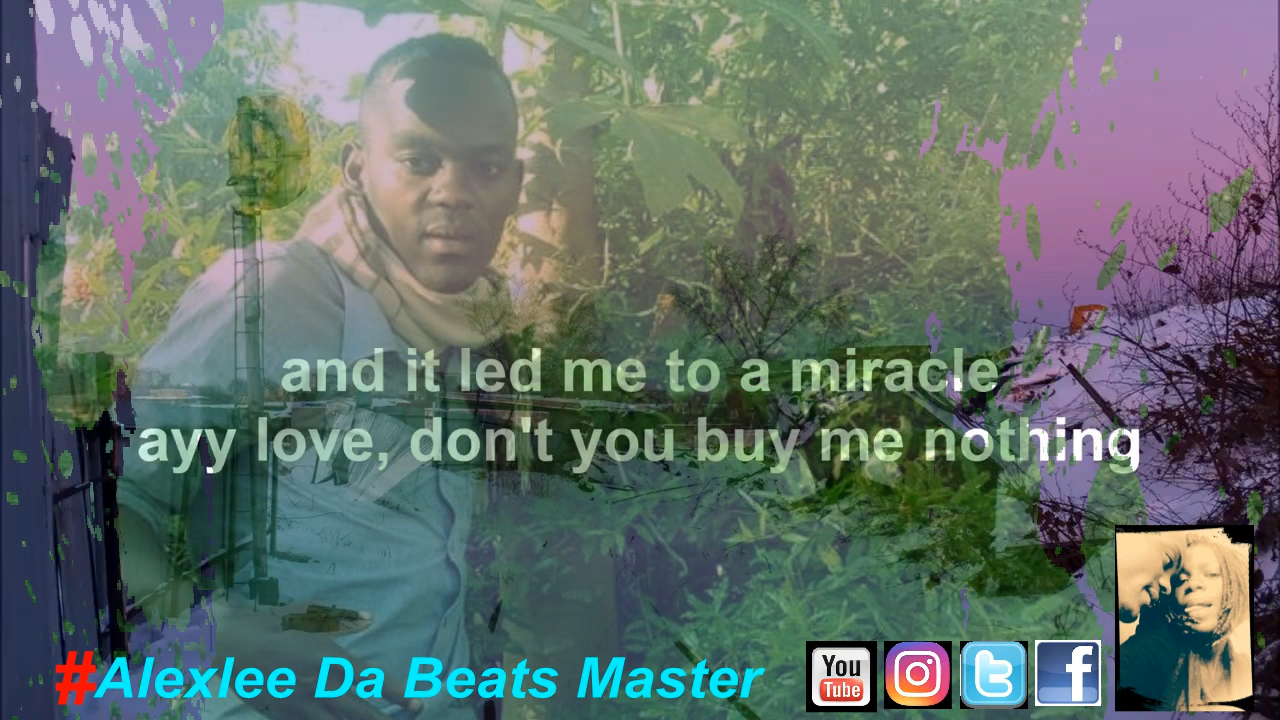 and it led me to a miracle
ayy love, don't you buy me nothing
#Alexlee Da Beats Master
You
Tube